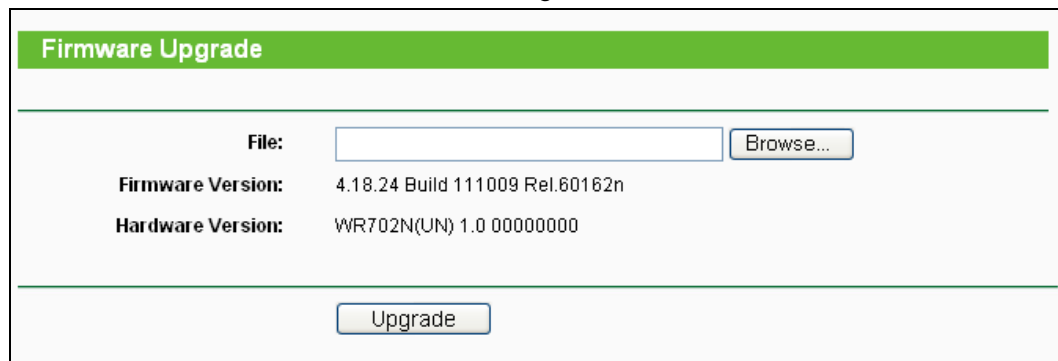 Firmware Upgrade
File:
Browse...
Firmware Version: 4.18.24 Build 111009 Rel.60162n
Hardware Version: WR702N(UN) 1.0 00000000
Upgrade